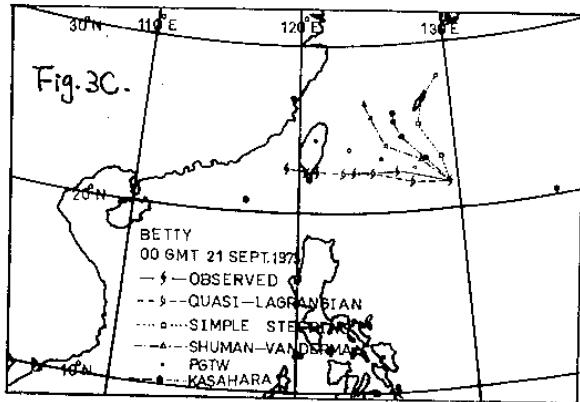 30°N 110°E 120°E 130°E
Fig. 3C.
20°N
BETTY
00 GMT 21 SEPT. 197
OBSERVED
QUASI-LAGRANGIAN
SIMPLE STEERING
SHUMAN-VANDERMAN
PGTW
10°N
KASAHARA